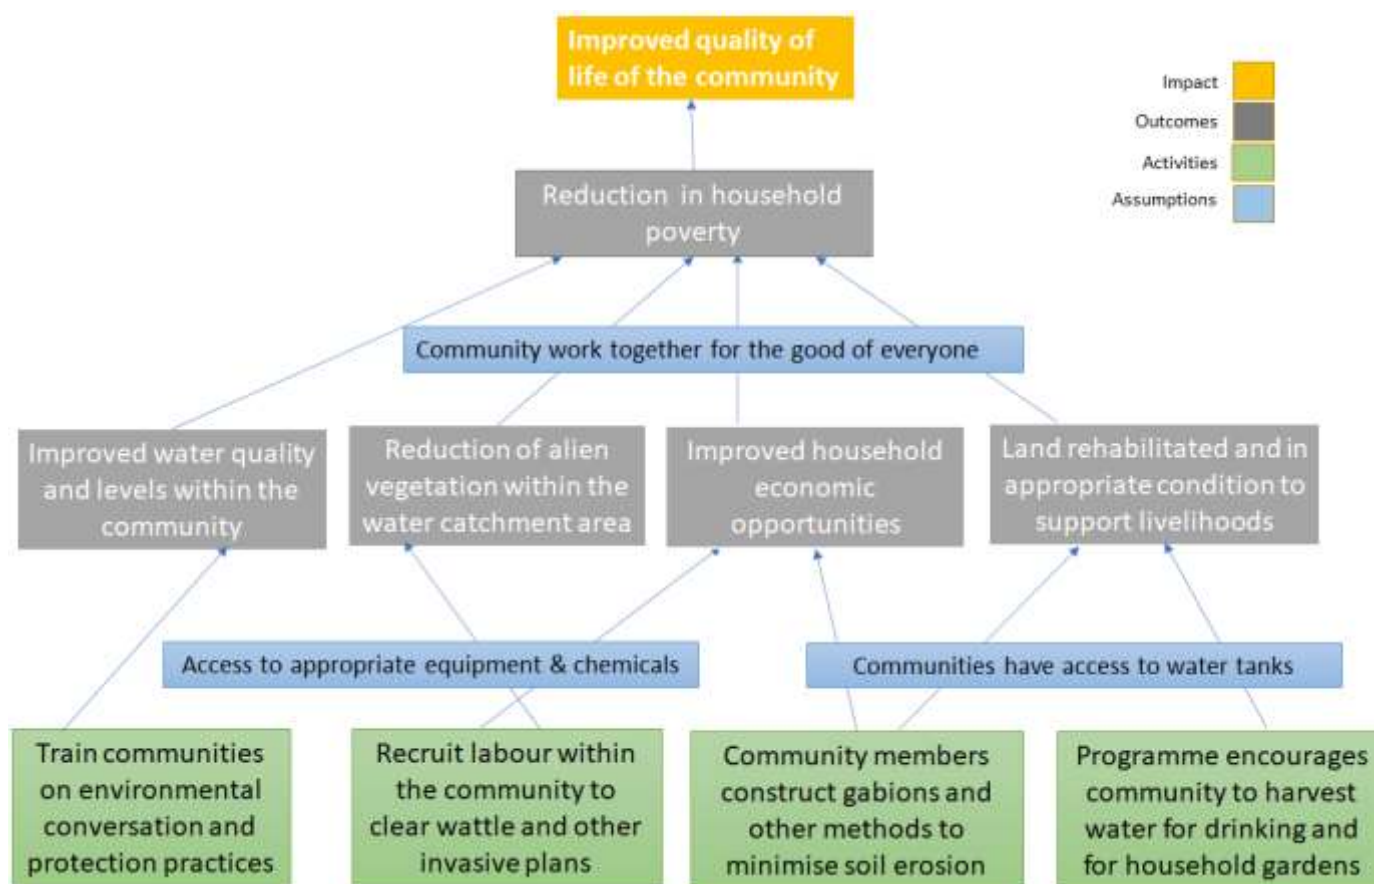 Improved quality of
life of the community
Impact
Outcomes
Activities
Assumptions
Reduction in household
poverty
Community work together for the good of everyone
Improved water quality
and levels within the
community
Reduction of alien
vegetation within the
water catchment area
Improved household
economic
opportunities
Land rehabilitated and in
appropriate condition to
support livelihoods
Access to appropriate equipment & chemicals
Communities have access to water tanks
Train communities
on environmental
conversation and
protection practices
Recruit labour within
the community to
clear wattle and other
invasive plans
Community members
construct gabions and
other methods to
minimise soil erosion
Programme encourages
community to harvest
water for drinking and
for household gardens